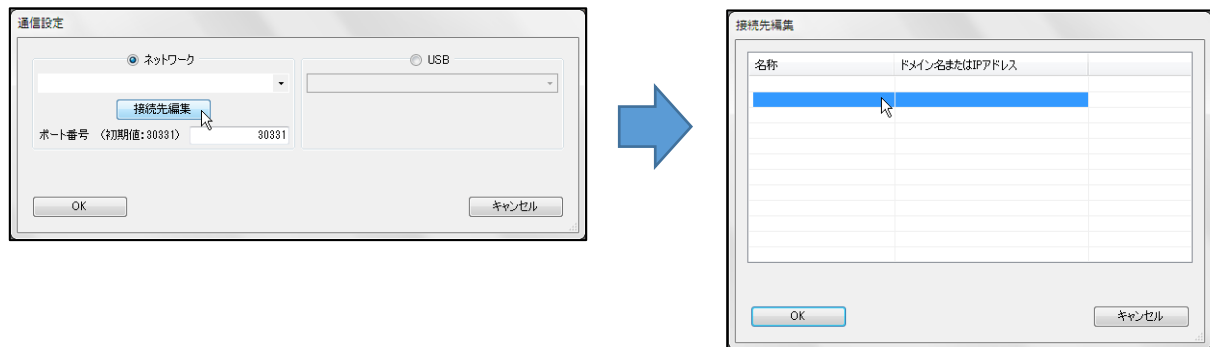 通信設定
ネットワーク
USB
接続先編集
ポート番号 （初期値:30331） 30331
OK
キャンセル
接続先編集
名称 ドメイン名またはIPアドレス
OK
キャンセル